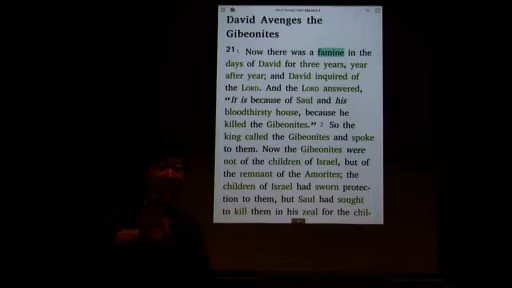 David Avenges the
Gibeonites
21 1 Now there was a famine in the
days of David for three years, year
after year; and David inquired of
the LORD. And the LORD answered,
“It is because of Saul and his
bloodthirsty house, because he
killed the Gibeonites.” 2 So the
king called the Gibeonites and spoke
to them. Now the Gibeonites were
not of the children of Israel, but of
the remnant of the Amorites; the
children of Israel had sworn protec-
tion to them, but Saul had sought
to kill them in his zeal for the chil-